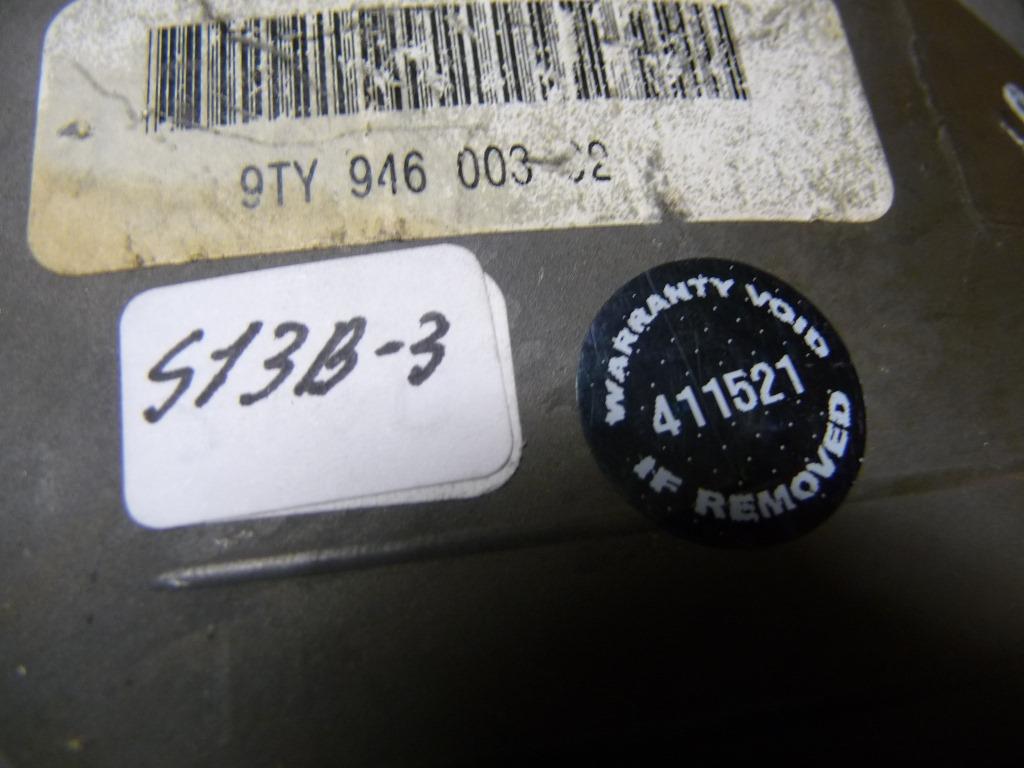 9TY 946 003
S13B-3
WARRANTY VOID
411521
IF REMOVED